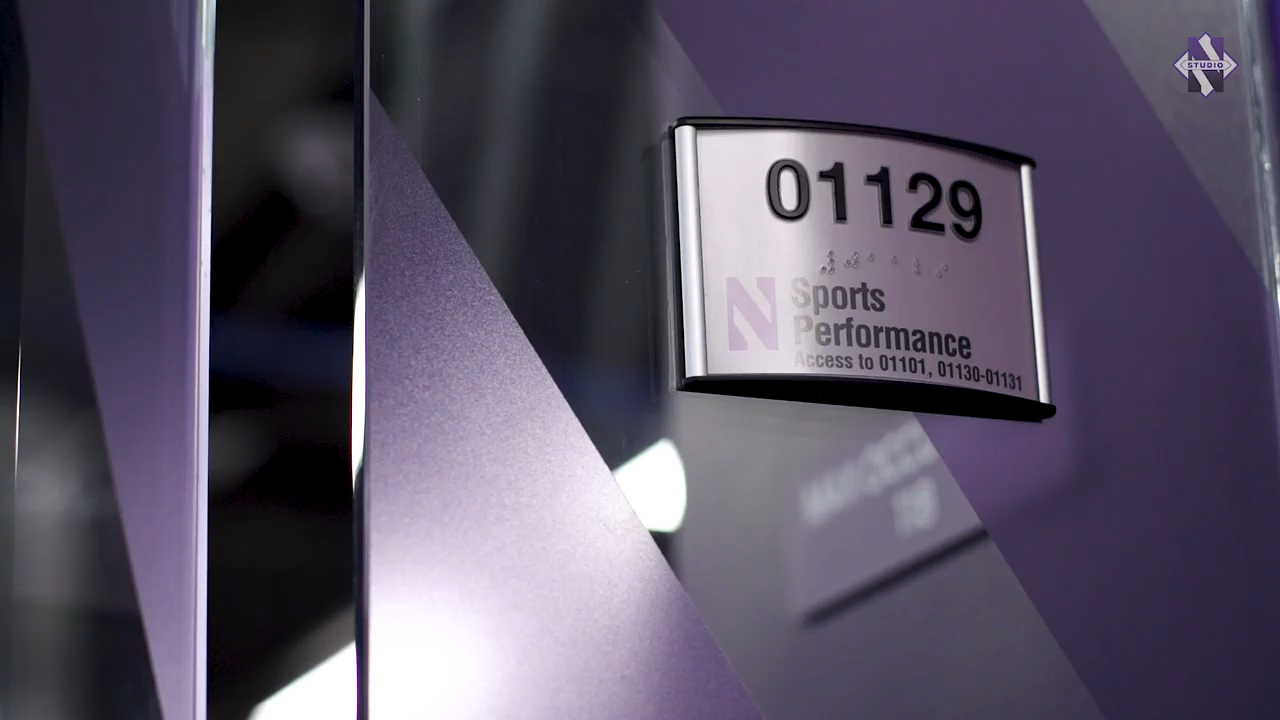 N
STUDIO
01129
N
Sports
Performance
Access to 01101, 01130-01131